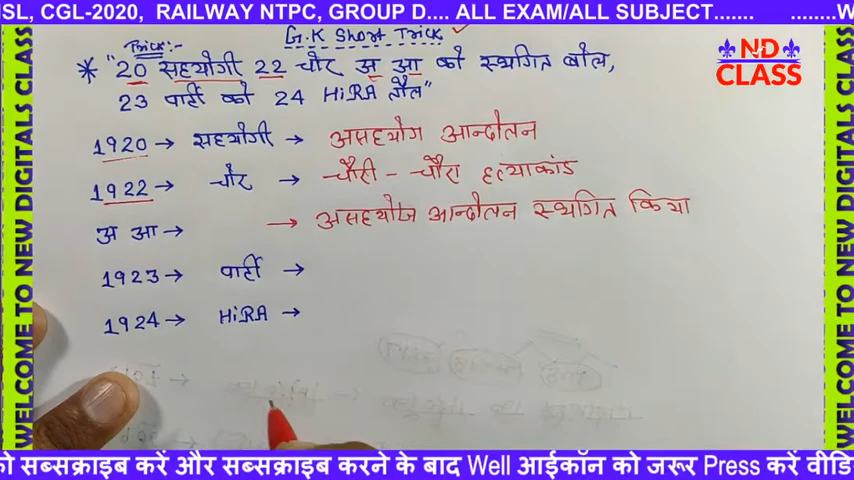 ISL, CGL-2020, RAILWAY NTPC, GROUP D.... ALL EXAM/ALL SUBJECT....... ........W
G.K Short Trick
Trick:-
* "20 सहयोगी 22 चोर अ आ को स्थगित बोल,
23 पार्टी को 24 HiRA तौल"
1920→ सहयोगी → असहयोग आन्दोलन
1922→ चोर → चौरी-चौरा हत्याकांड
अ आ→ → असहयोग आन्दोलन स्थगित किया
1923→ पार्टी →
1924→ HiRA →
ND
CLASS
WELCOME TO NEW DIGITALS CLASS
को सब्सक्राइब करें और सब्सक्राइब करने के बाद Well आईकॉन को जरूर Press करें वीडि